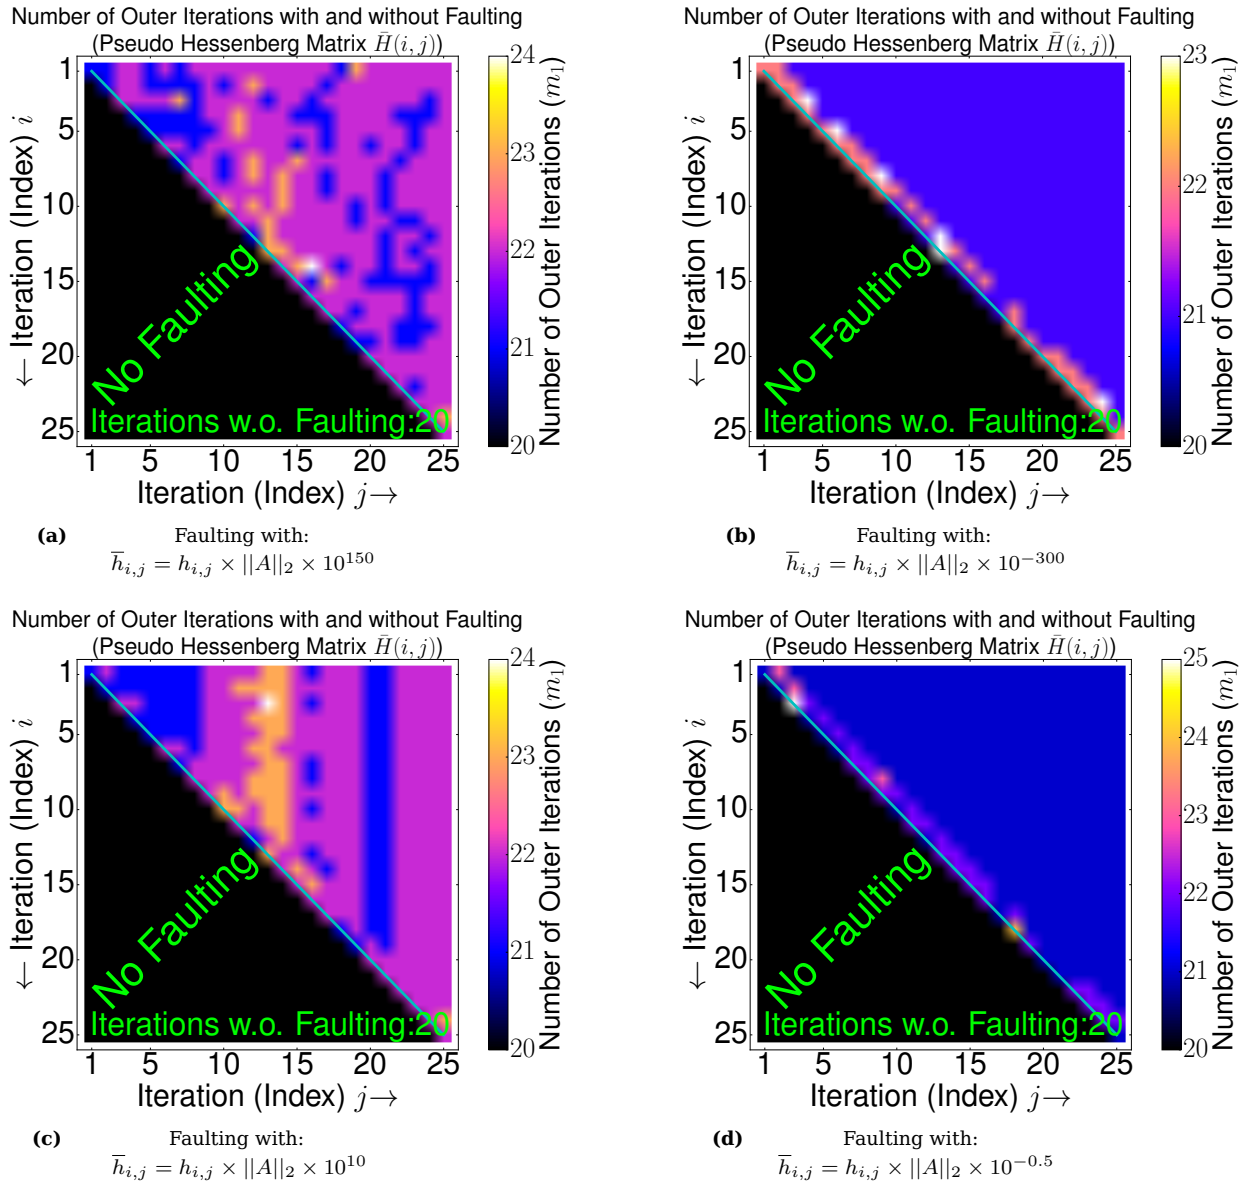 Number of Outer Iterations with and without Faulting
(Pseudo Hessenberg Matrix H̄(i, j))
← Iteration (Index) i
1
5
10
15
20
25
No Faulting
Iterations w.o. Faulting:20
1 5 10 15 20 25
Iteration (Index) j→
24
23
22
21
20
Number of Outer Iterations (m₁)
(a) Faulting with:
h̅ᵢ,ⱼ = hᵢ,ⱼ × ||A||₂ × 10¹⁵⁰
Number of Outer Iterations with and without Faulting
(Pseudo Hessenberg Matrix H̄(i, j))
← Iteration (Index) i
1
5
10
15
20
25
No Faulting
Iterations w.o. Faulting:20
1 5 10 15 20 25
Iteration (Index) j→
23
22
21
20
Number of Outer Iterations (m₁)
(b) Faulting with:
h̅ᵢ,ⱼ = hᵢ,ⱼ × ||A||₂ × 10⁻³⁰⁰
Number of Outer Iterations with and without Faulting
(Pseudo Hessenberg Matrix H̄(i, j))
← Iteration (Index) i
1
5
10
15
20
25
No Faulting
Iterations w.o. Faulting:20
1 5 10 15 20 25
Iteration (Index) j→
24
23
22
21
20
Number of Outer Iterations (m₁)
(c) Faulting with:
h̅ᵢ,ⱼ = hᵢ,ⱼ × ||A||₂ × 10¹⁰
Number of Outer Iterations with and without Faulting
(Pseudo Hessenberg Matrix H̄(i, j))
← Iteration (Index) i
1
5
10
15
20
25
No Faulting
Iterations w.o. Faulting:20
1 5 10 15 20 25
Iteration (Index) j→
25
24
23
22
21
20
Number of Outer Iterations (m₁)
(d) Faulting with:
h̅ᵢ,ⱼ = hᵢ,ⱼ × ||A||₂ × 10⁻⁰·⁵